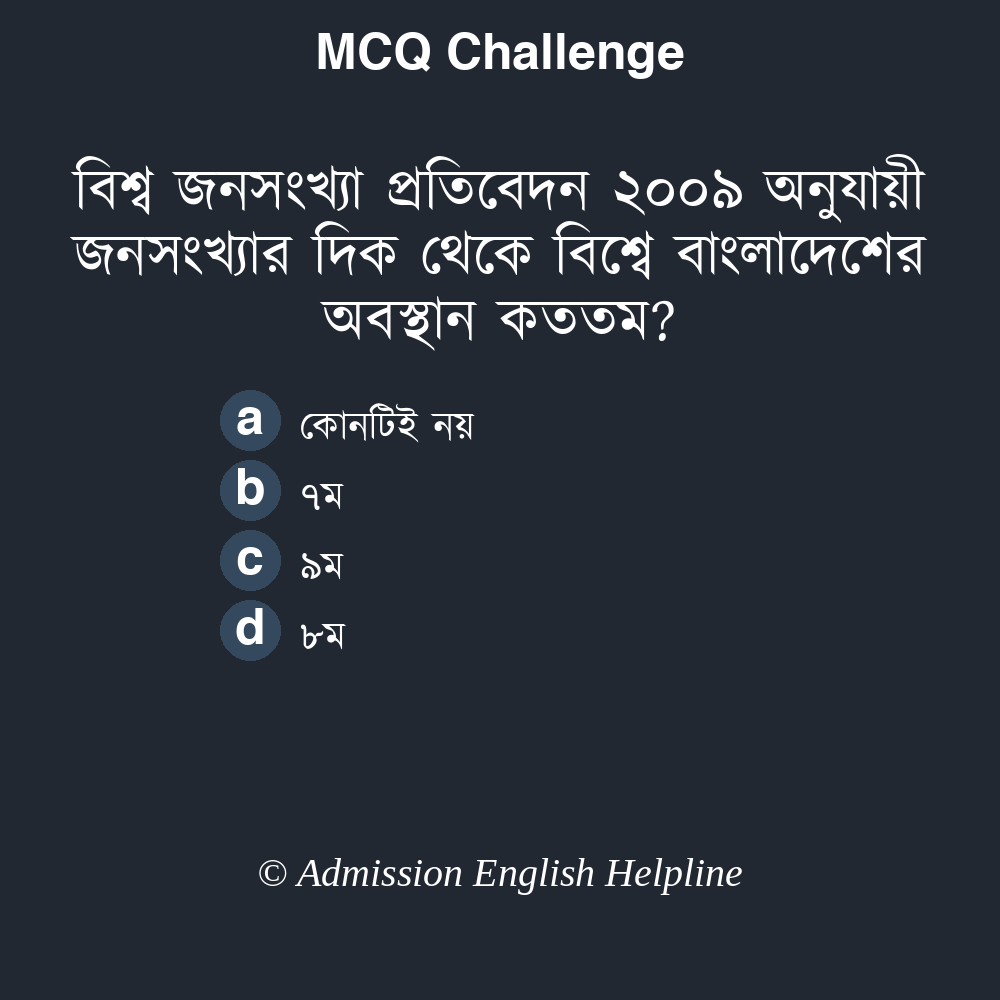 MCQ Challenge
বিশ্ব জনসংখ্যা প্রতিবেদন ২০০৯ অনুযায়ী
জনসংখ্যার দিক থেকে বিশ্বে বাংলাদেশের
অবস্থান কততম?
a কোনটিই নয়
b ৭ম
c ৯ম
d ৮ম
© Admission English Helpline